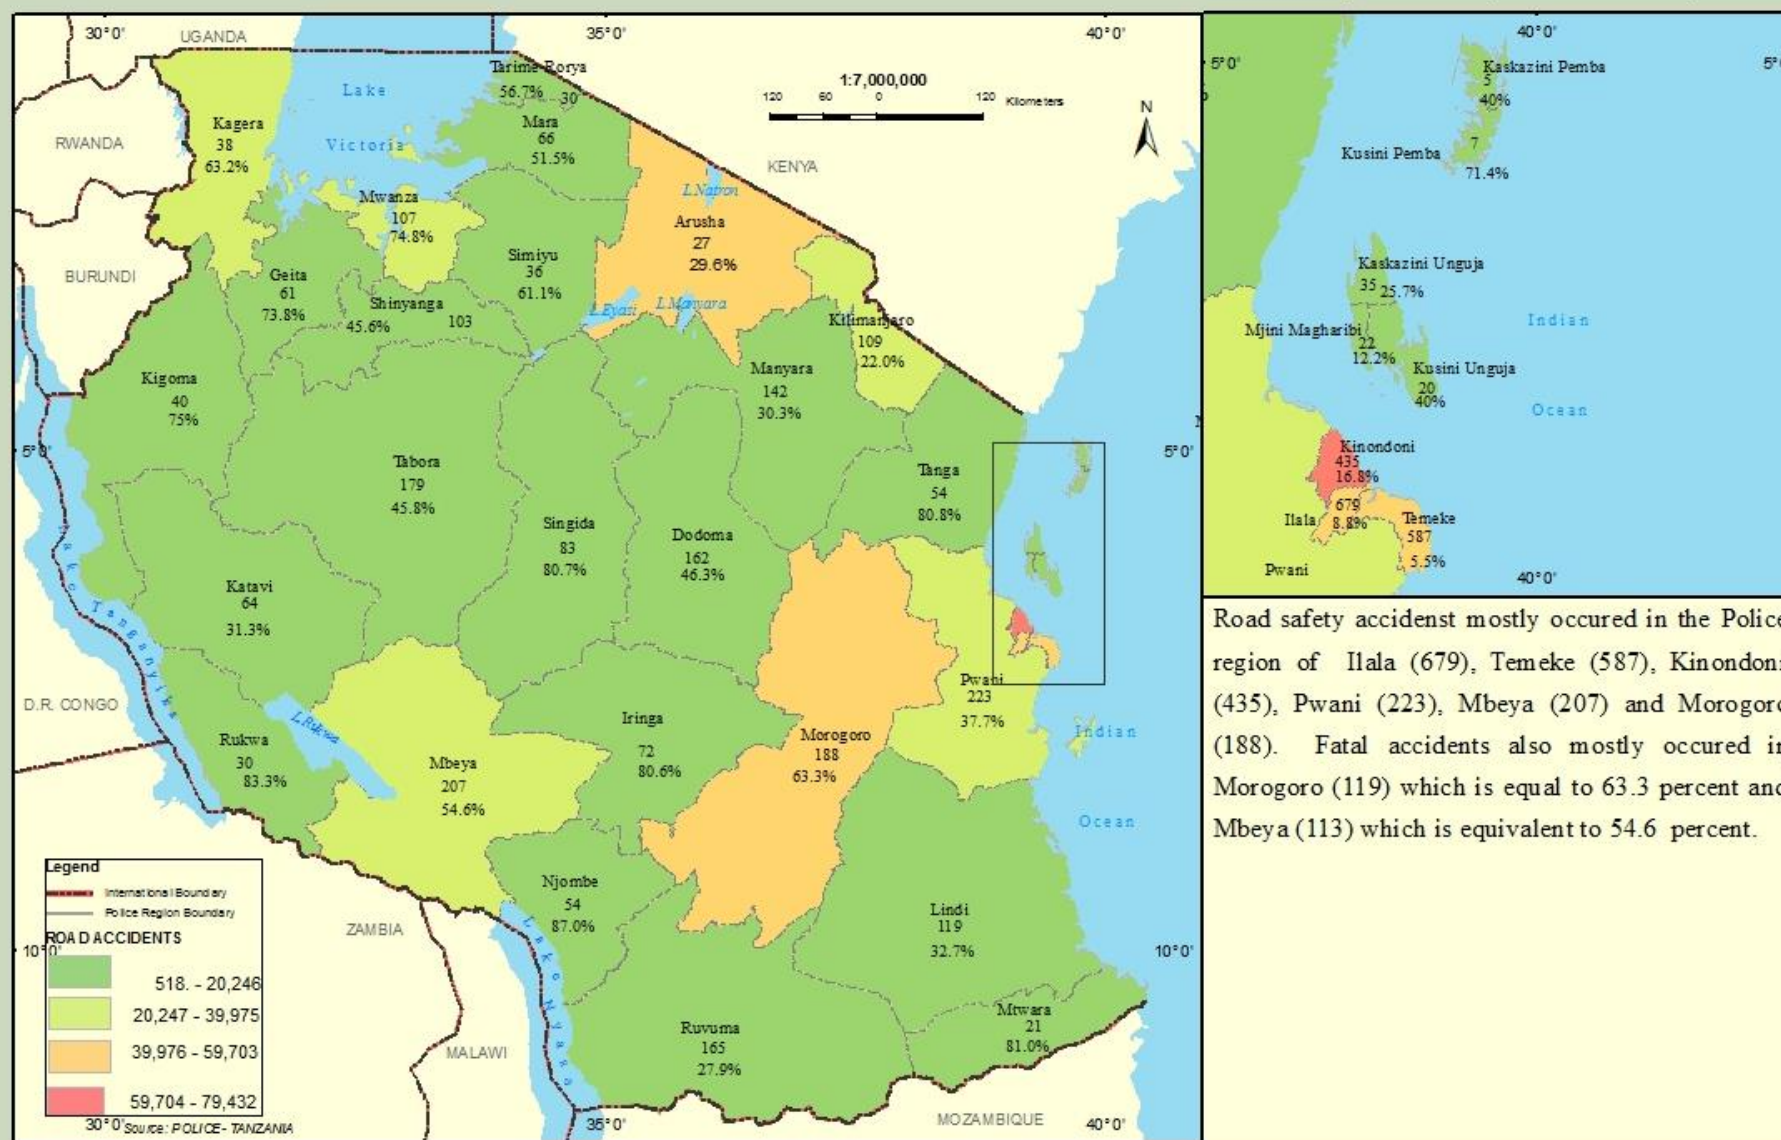 30°0'
UGANDA
35°0'
40°0'
Lake
Victoria
Tarime-Rorya
56.7%
30
1:7,000,000
120 60 0 120 Kilometers
N
RWANDA
Kagera
38
63.2%
Mara
66
51.5%
KENYA
Mwanza
107
74.8%
L.Natron
Arusha
27
29.6%
BURUNDI
Geita
61
73.8%
Simiyu
36
61.1%
Shinyanga
45.6%
103
L.Eyasi
L.Manyara
Kilimanjaro
109
22.0%
Kigoma
40
75%
Manyara
142
30.3%
5°0'
5°0'
Tabora
179
45.8%
Tanga
54
80.8%
Singida
83
80.7%
Dodoma
162
46.3%
Katavi
64
31.3%
Lake Tanganyika
D.R. CONGO
Rukwa
30
83.3%
L.Rukwa
Mbeya
207
54.6%
Iringa
72
80.6%
Morogoro
188
63.3%
Pwani
223
37.7%
Indian
Ocean
Njombe
54
87.0%
Lindi
119
32.7%
Lake Nyasa
ZAMBIA
10°0'
10°0'
Ruvuma
165
27.9%
Mtwara
21
81.0%
MALAWI
MOZAMBIQUE
Legend
International Boundary
Police Region Boundary
ROAD ACCIDENTS
518. - 20,246
20,247 - 39,975
39,976 - 59,703
59,704 - 79,432
30°0'
Source: POLICE- TANZANIA
35°0'
40°0'
40°0'
5°0'
5°0'
Kaskazini Pemba
5
40%
7
Kusini Pemba
71.4%
Kaskazini Unguja
35
25.7%
Mjini Magharibi
22
12.2%
Kusini Unguja
20
40%
Indian
Ocean
Kinondoni
435
16.8%
679
Ilala
8.8%
Temeke
587
5.5%
Pwani
40°0'
Road safety accidenst mostly occured in the Police
region of Ilala (679), Temeke (587), Kinondoni
(435), Pwani (223), Mbeya (207) and Morogoro
(188). Fatal accidents also mostly occured in
Morogoro (119) which is equal to 63.3 percent and
Mbeya (113) which is equivalent to 54.6 percent.